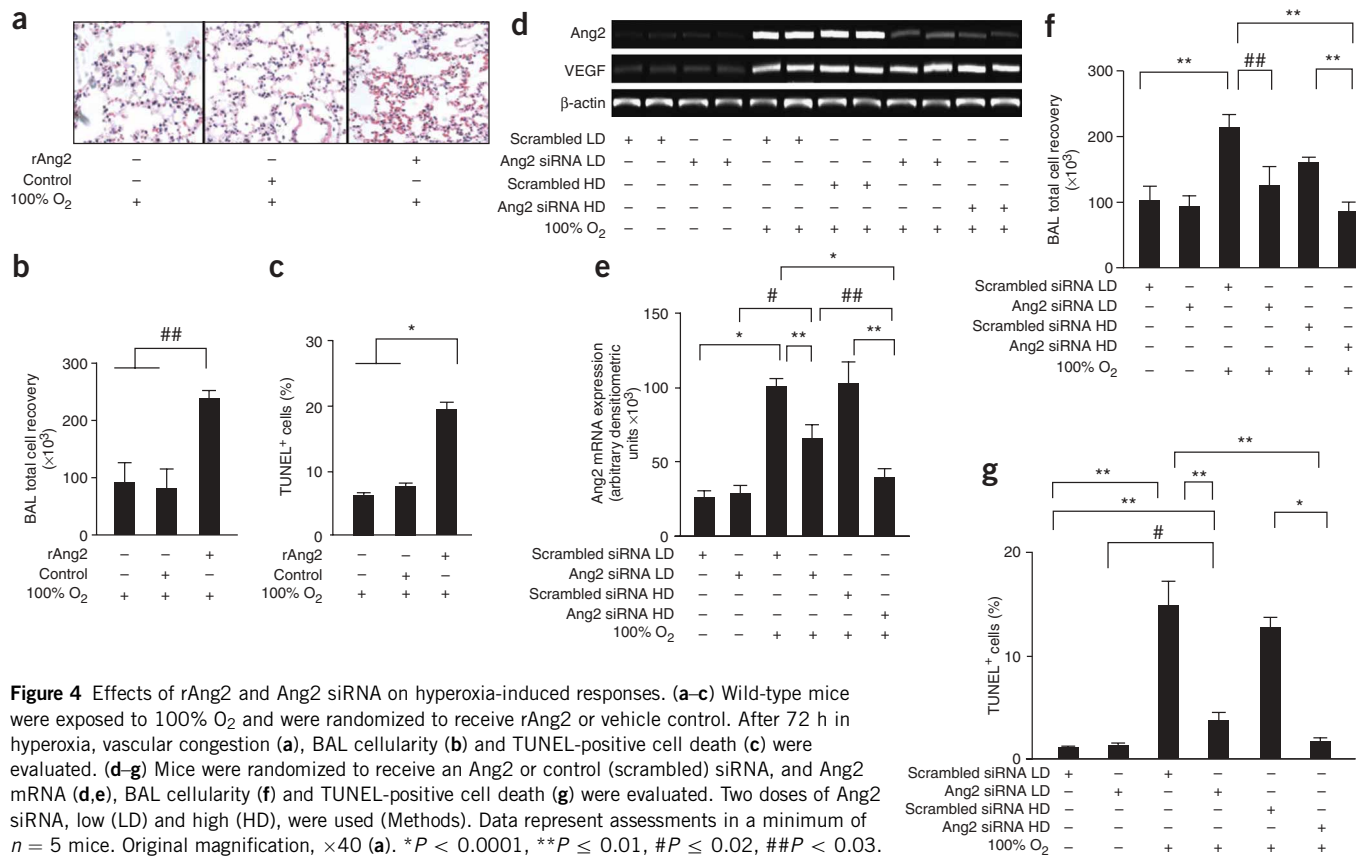 a
rAng2 – – +
Control – + –
100% O2 + + +
b
##
300
200
100
0
BAL total cell recovery
(×10³)
rAng2 – – +
Control – + –
100% O2 + + +
c
*
30
20
10
0
TUNEL+ cells (%)
rAng2 – – +
Control – + –
100% O2 + + +
d
Ang2
VEGF
β-actin
Scrambled LD + + – – + + – – – – – –
Ang2 siRNA LD – – + + – – – – + + – –
Scrambled HD – – – – – – + + – – – –
Ang2 siRNA HD – – – – – – – – – – + +
100% O2 – – – – + + + + + + + +
e
*
# ##
* ** **
150
100
50
0
Ang2 mRNA expression
(arbitrary densitiometric
units ×10³)
Scrambled siRNA LD + – + – – –
Ang2 siRNA LD – + – + – –
Scrambled siRNA HD – – – – + –
Ang2 siRNA HD – – – – – +
100% O2 – – + + + +
f
**
** ## **
300
200
100
0
BAL total cell recovery
(×10³)
Scrambled siRNA LD + – + – – –
Ang2 siRNA LD – + – + – –
Scrambled siRNA HD – – – – + –
Ang2 siRNA HD – – – – – +
100% O2 – – + + + +
g
**
** **
** *
#
20
10
0
TUNEL+ cells (%)
Scrambled siRNA LD + – + – – –
Ang2 siRNA LD – + – + – –
Scrambled siRNA HD – – – – + –
Ang2 siRNA HD – – – – – +
100% O2 – – + + + +
Figure 4 Effects of rAng2 and Ang2 siRNA on hyperoxia-induced responses. (a–c) Wild-type mice
were exposed to 100% O2 and were randomized to receive rAng2 or vehicle control. After 72 h in
hyperoxia, vascular congestion (a), BAL cellularity (b) and TUNEL-positive cell death (c) were
evaluated. (d–g) Mice were randomized to receive an Ang2 or control (scrambled) siRNA, and Ang2
mRNA (d,e), BAL cellularity (f) and TUNEL-positive cell death (g) were evaluated. Two doses of Ang2
siRNA, low (LD) and high (HD), were used (Methods). Data represent assessments in a minimum of
n = 5 mice. Original magnification, ×40 (a). *P < 0.0001, **P ≤ 0.01, #P ≤ 0.02, ##P < 0.03.